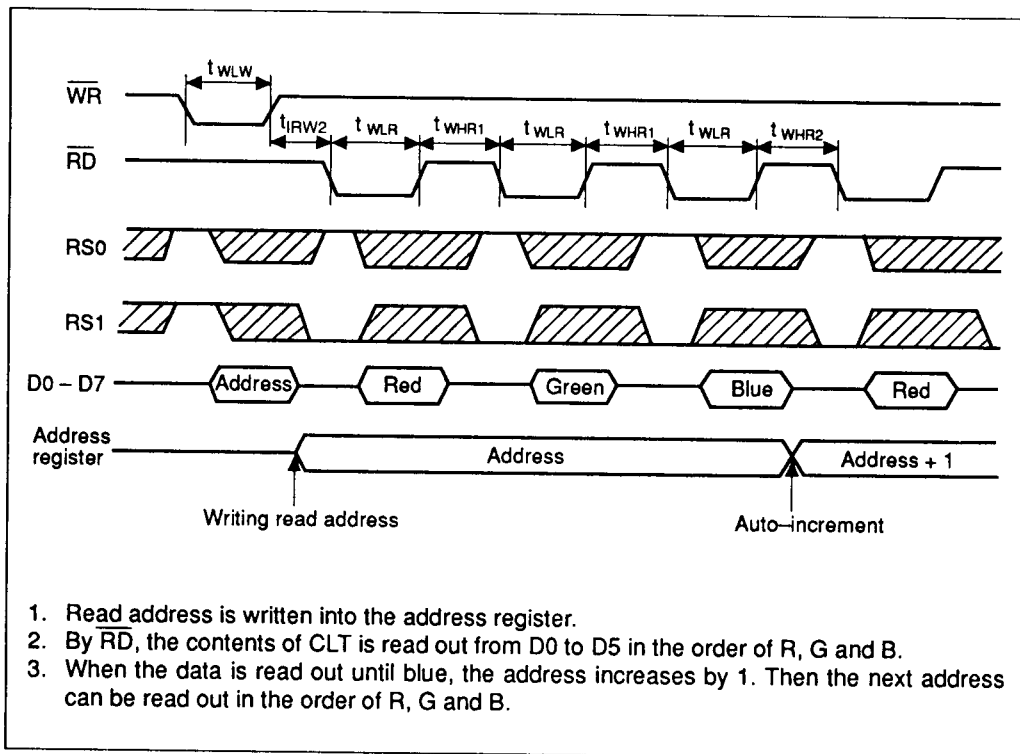 t WLW
WR
t IRW2 t WLR t WHR1 t WLR t WHR1 t WLR t WHR2
RD
RS0
RS1
D0 – D7 Address Red Green Blue Red
Address register Address Address + 1
Writing read address Auto–increment
1. Read address is written into the address register.
2. By RD, the contents of CLT is read out from D0 to D5 in the order of R, G and B.
3. When the data is read out until blue, the address increases by 1. Then the next address
can be read out in the order of R, G and B.